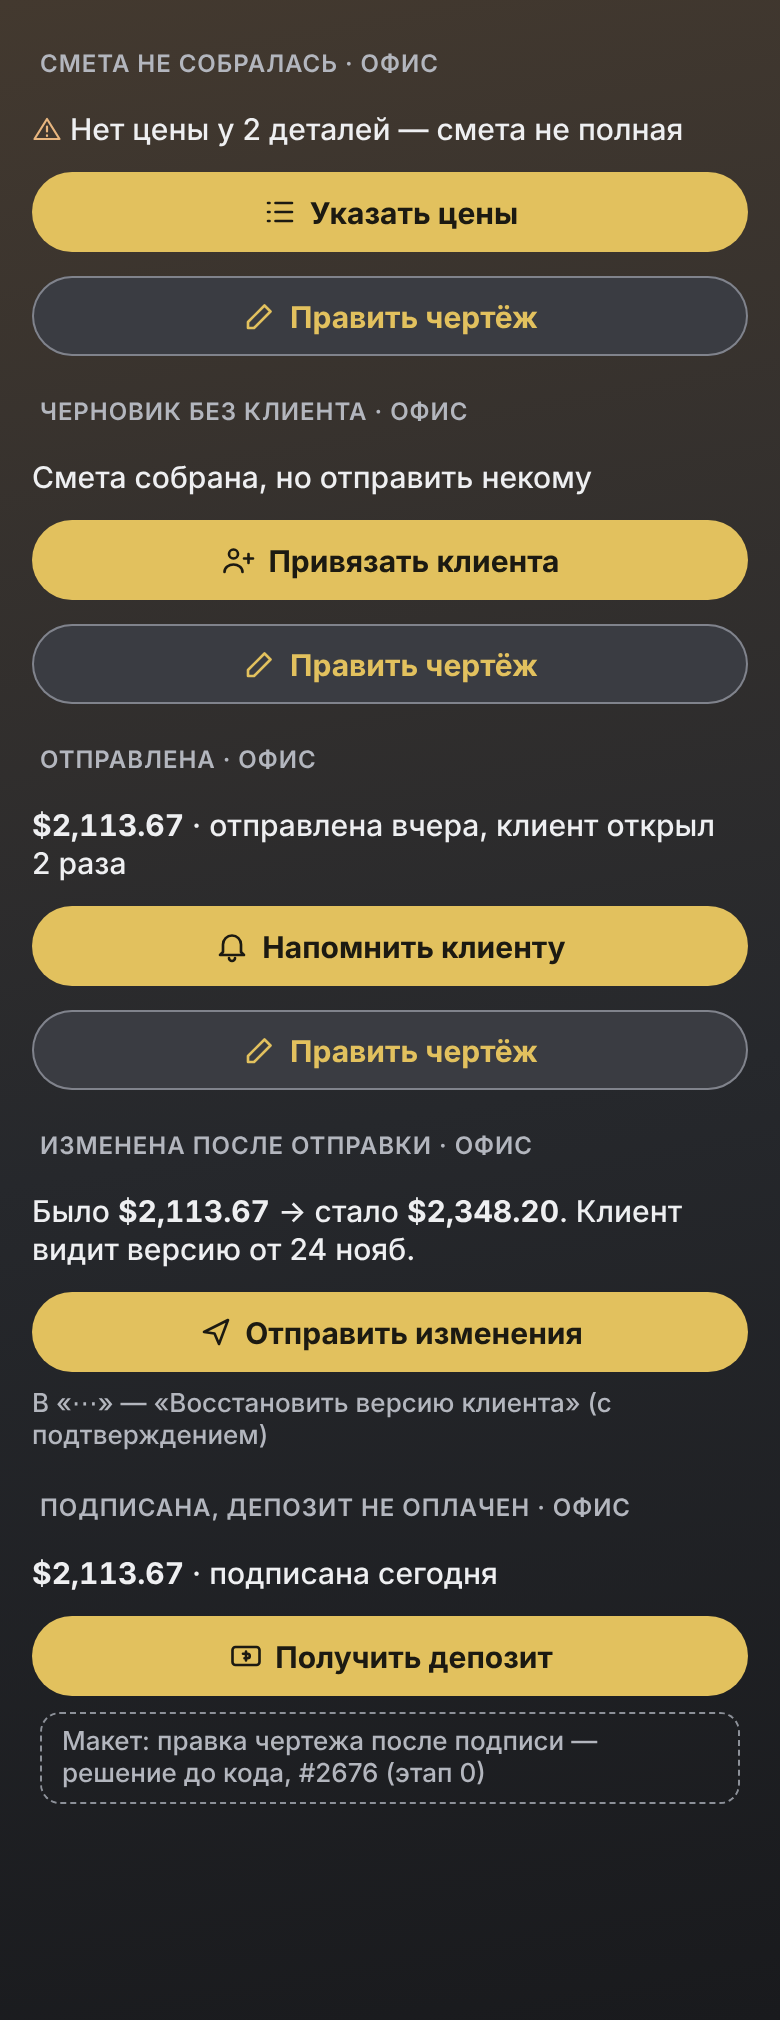 СМЕТА НЕ СОБРАЛАСЬ · ОФИС
Нет цены у 2 деталей — смета не полная
Указать цены
Править чертёж
ЧЕРНОВИК БЕЗ КЛИЕНТА · ОФИС
Смета собрана, но отправить некому
Привязать клиента
Править чертёж
ОТПРАВЛЕНА · ОФИС
$2,113.67 · отправлена вчера, клиент открыл
2 раза
Напомнить клиенту
Править чертёж
ИЗМЕНЕНА ПОСЛЕ ОТПРАВКИ · ОФИС
Было $2,113.67 → стало $2,348.20. Клиент
видит версию от 24 нояб.
Отправить изменения
В «···» — «Восстановить версию клиента» (с
подтверждением)
ПОДПИСАНА, ДЕПОЗИТ НЕ ОПЛАЧЕН · ОФИС
$2,113.67 · подписана сегодня
Получить депозит
Макет: правка чертежа после подписи —
решение до кода, #2676 (этап 0)